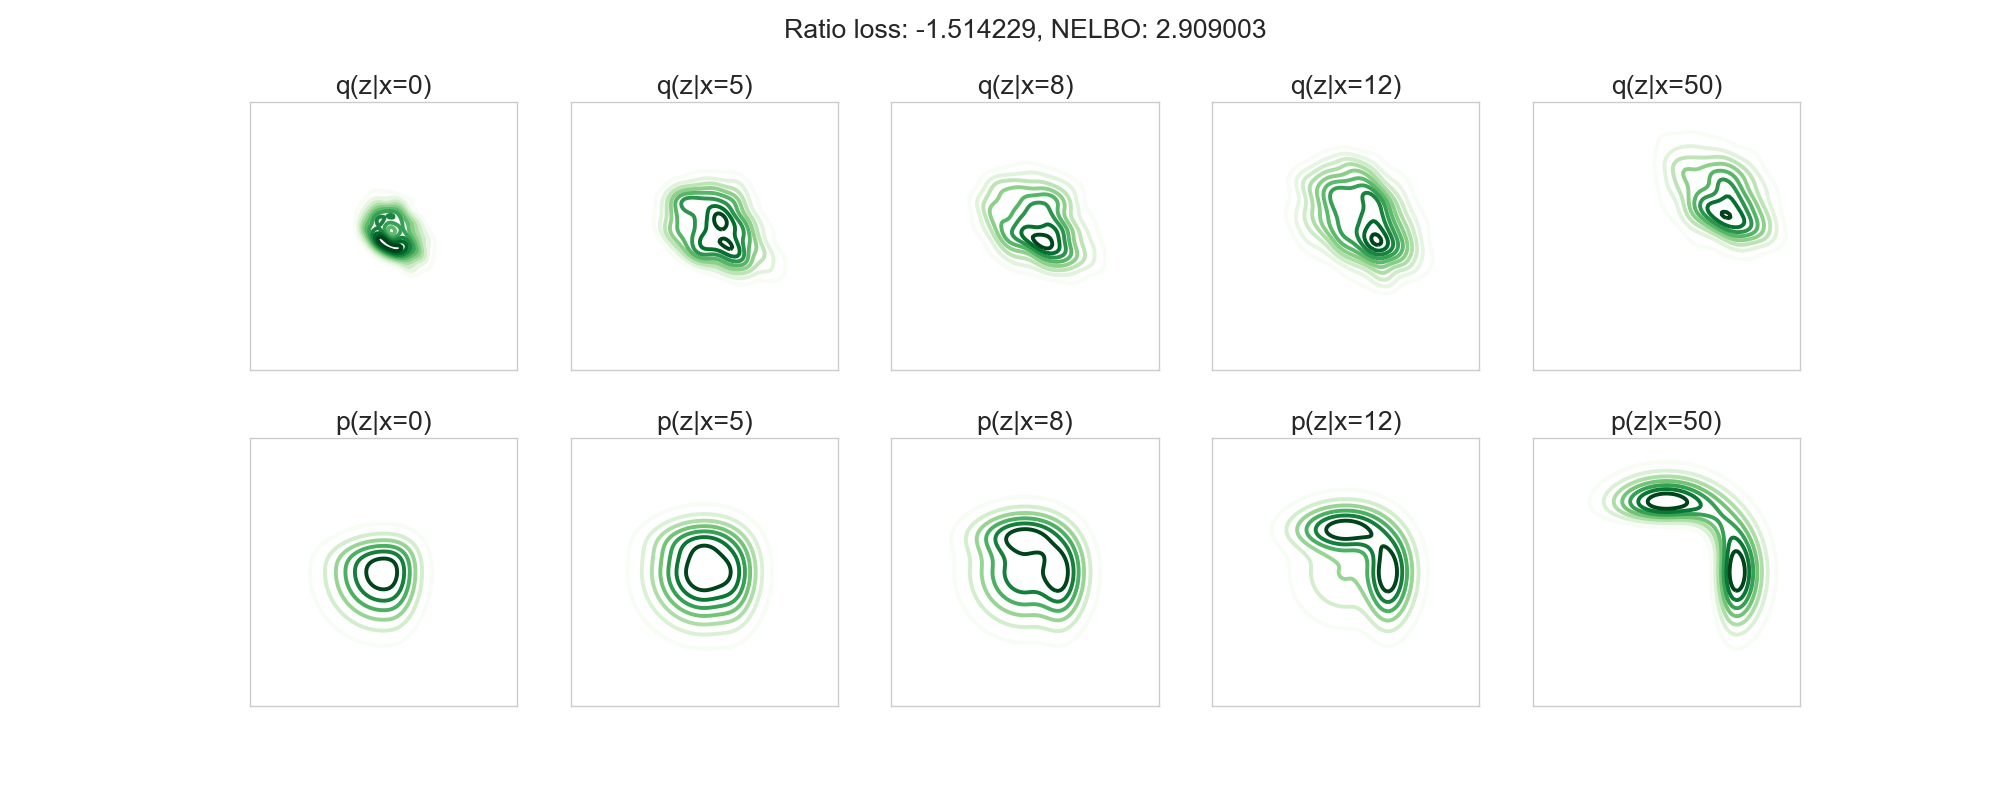 Ratio loss: -1.514229, NELBO: 2.909003
q(z|x=0) q(z|x=5) q(z|x=8) q(z|x=12) q(z|x=50)
p(z|x=0) p(z|x=5) p(z|x=8) p(z|x=12) p(z|x=50)